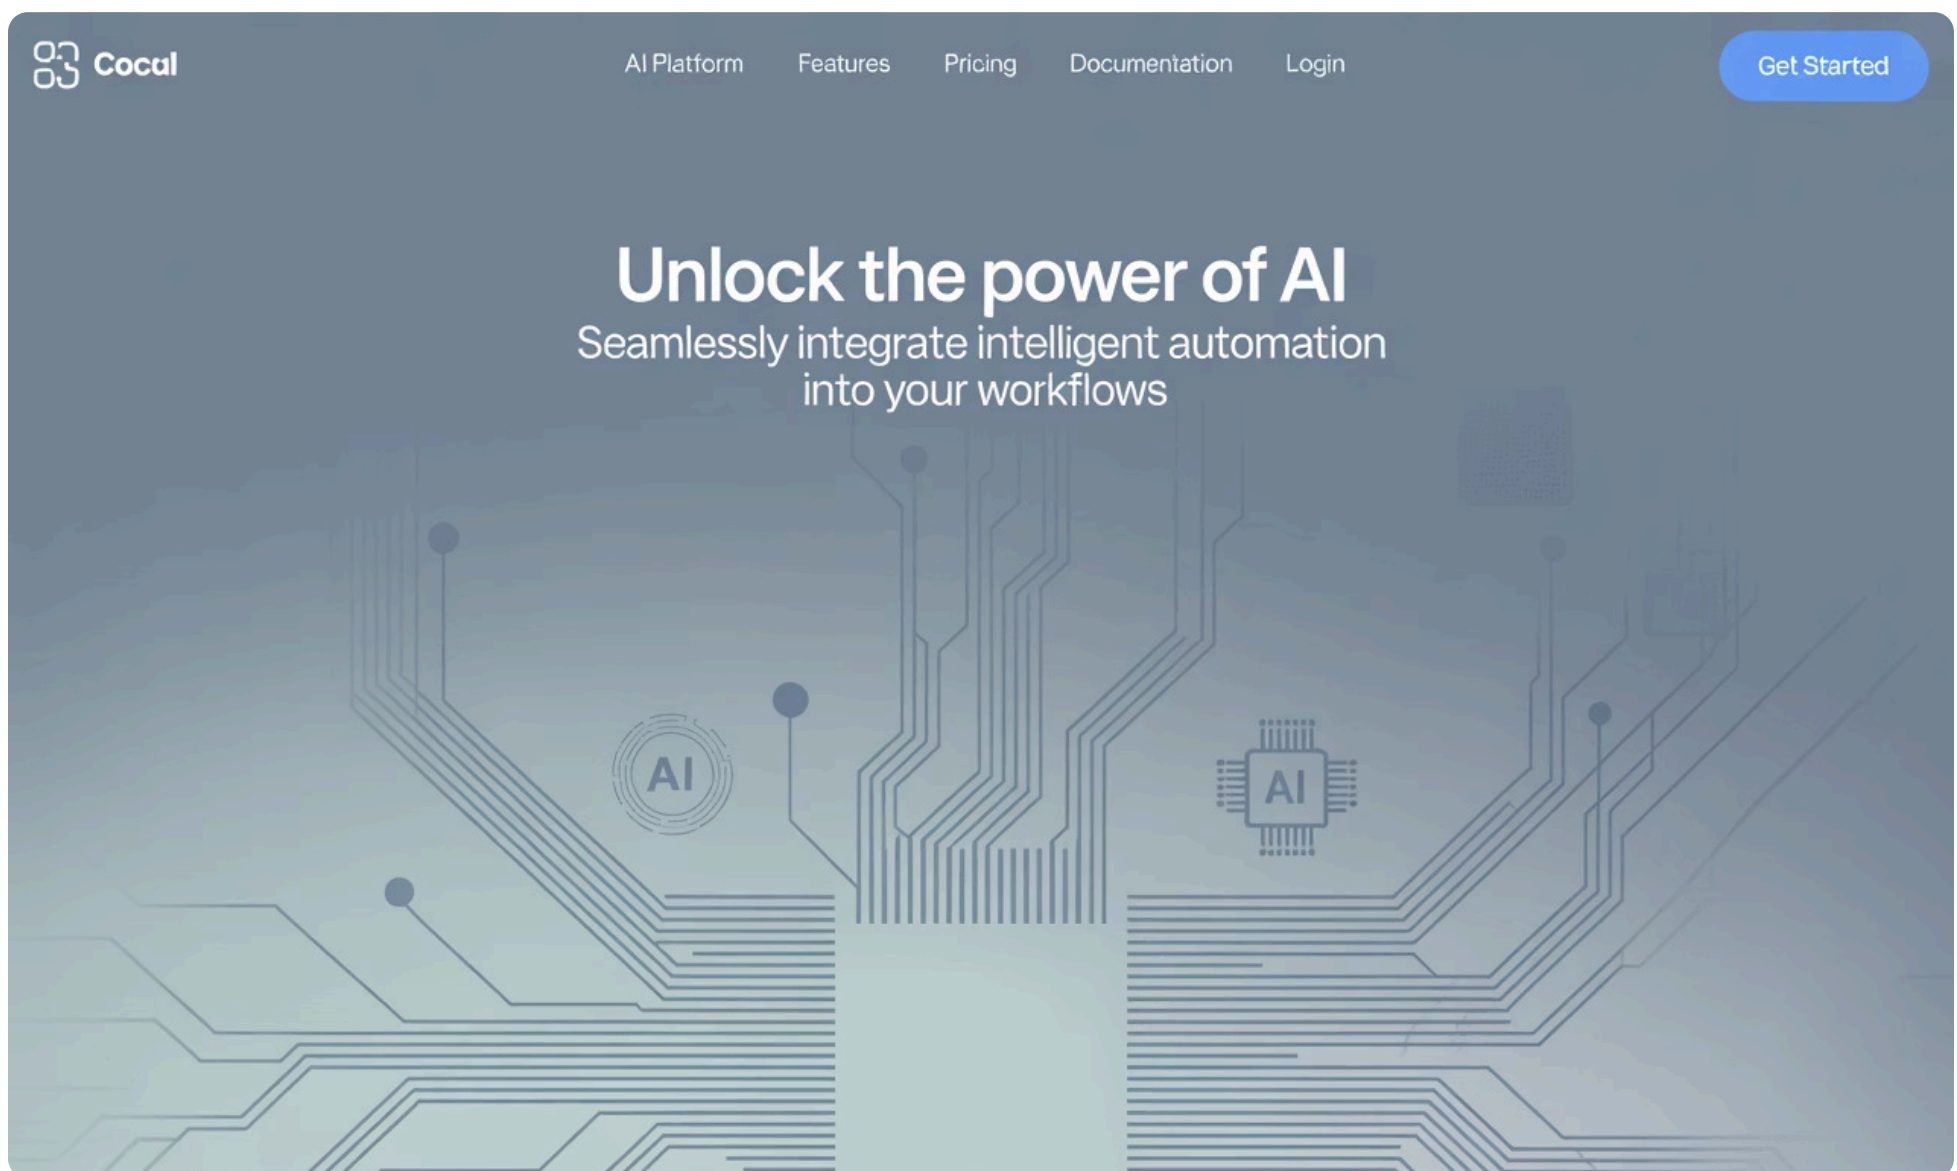 Cocal
AI Platform
Features
Pricing
Documentation
Login
Get Started
Unlock the power of AI
Seamlessly integrate intelligent automation
into your workflows
AI
AI